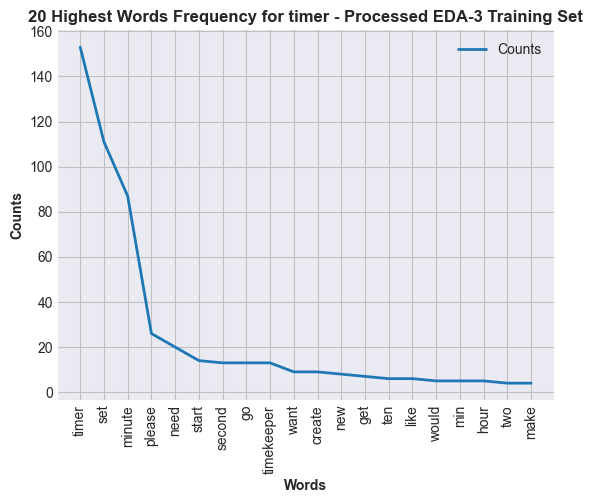 20 Highest Words Frequency for timer - Processed EDA-3 Training Set
Counts
160
140
120
100
80
60
40
20
0
Counts
timer
set
minute
please
need
start
second
go
timekeeper
want
create
new
get
ten
like
would
min
hour
two
make
Words